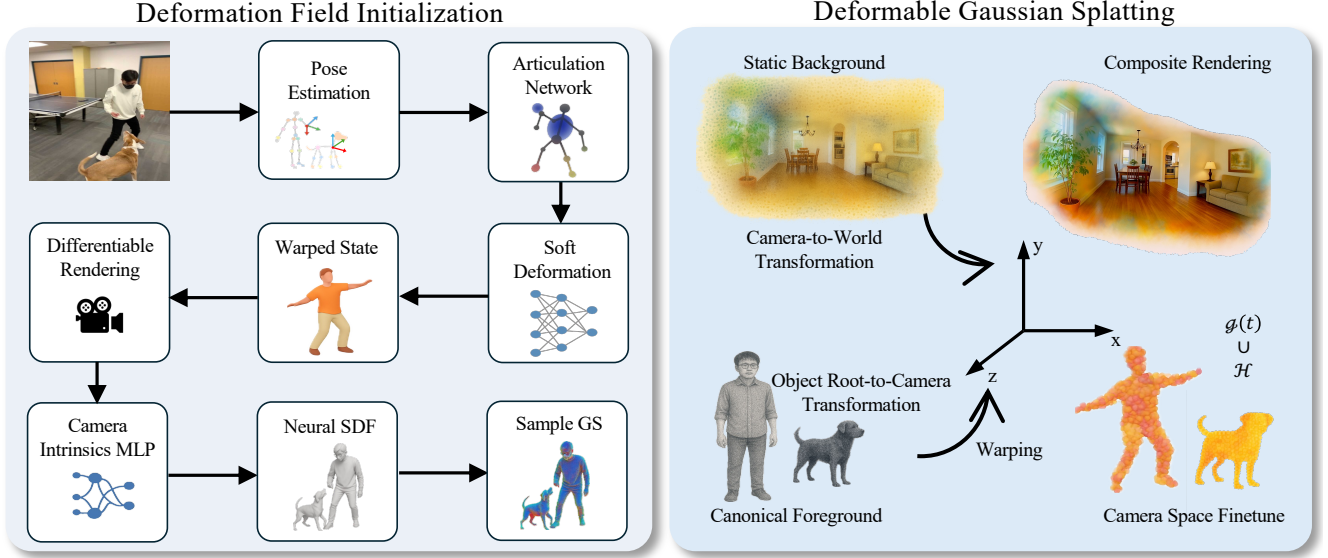 Deformation Field Initialization
Pose
Estimation
Articulation
Network
Differentiable
Rendering
Warped State
Soft
Deformation
Camera
Intrinsics MLP
Neural SDF
Sample GS
Deformable Gaussian Splatting
Static Background
Composite Rendering
Camera-to-World
Transformation
y
x
z
𝓰(t)
∪
ℋ
Object Root-to-Camera
Transformation
Warping
Canonical Foreground
Camera Space Finetune